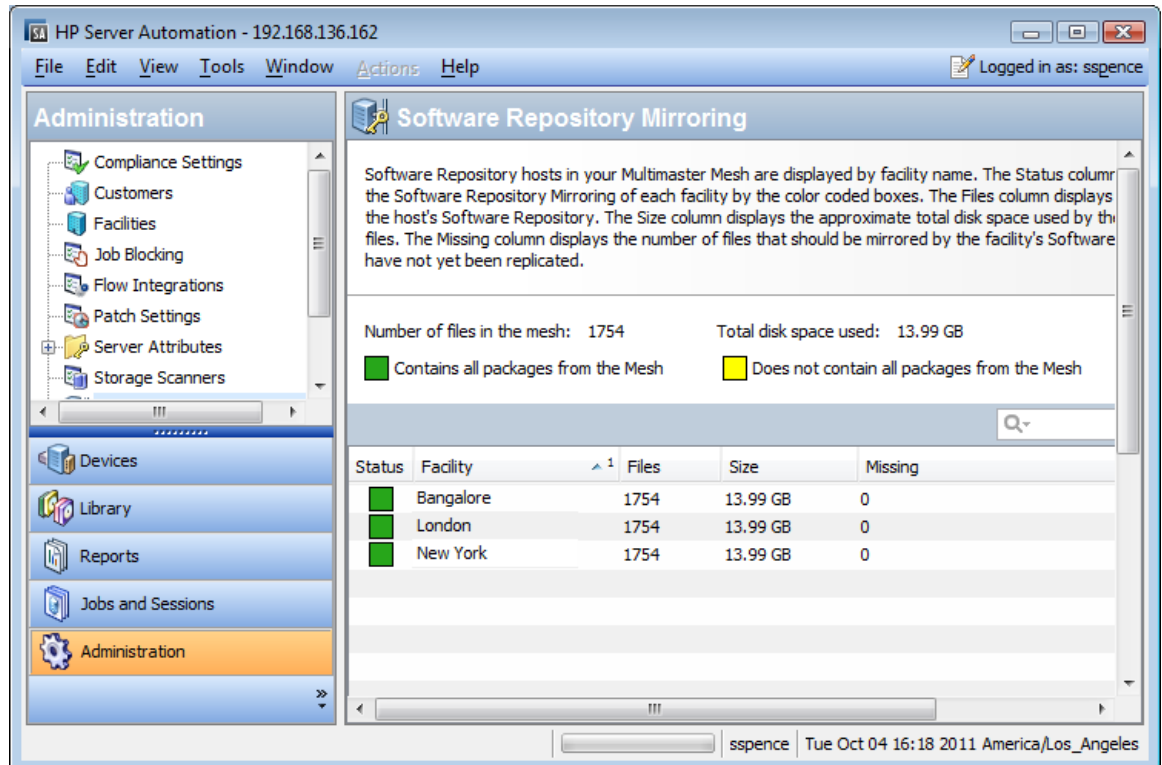 HP Server Automation - 192.168.136.162
File Edit View Tools Window Actions Help
Logged in as: sspence
Administration
Compliance Settings
Customers
Facilities
Job Blocking
Flow Integrations
Patch Settings
Server Attributes
Storage Scanners
Devices
Library
Reports
Jobs and Sessions
Administration
Software Repository Mirroring
Software Repository hosts in your Multimaster Mesh are displayed by facility name. The Status column
the Software Repository Mirroring of each facility by the color coded boxes. The Files column displays
the host's Software Repository. The Size column displays the approximate total disk space used by the
files. The Missing column displays the number of files that should be mirrored by the facility's Software
have not yet been replicated.
Number of files in the mesh: 1754 Total disk space used: 13.99 GB
Contains all packages from the Mesh Does not contain all packages from the Mesh
Status Facility 1 Files Size Missing
Bangalore 1754 13.99 GB 0
London 1754 13.99 GB 0
New York 1754 13.99 GB 0
sspence Tue Oct 04 16:18 2011 America/Los_Angeles